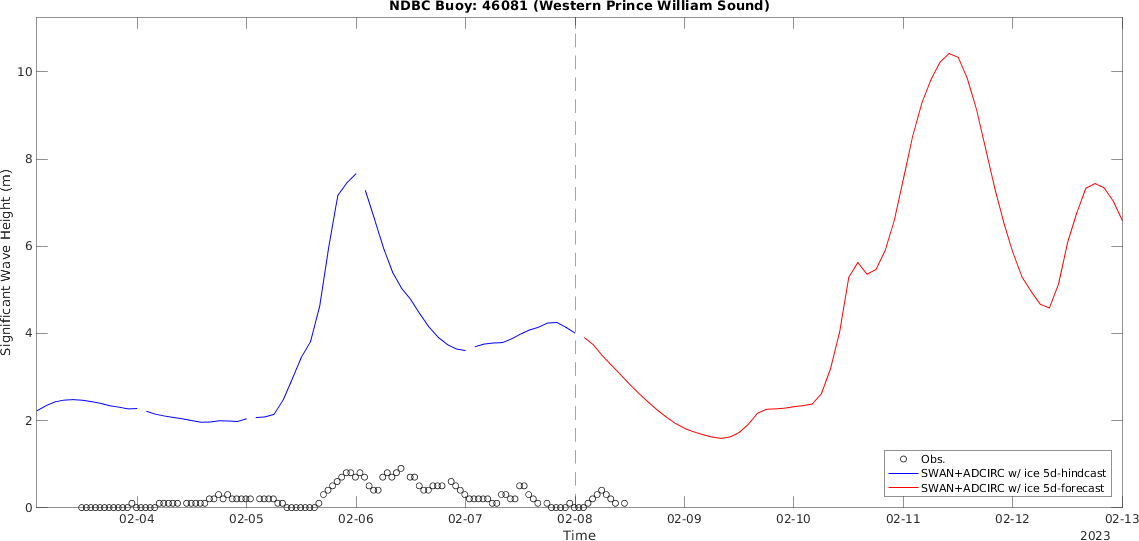 NDBC Buoy: 46081 (Western Prince William Sound)
Significant Wave Height (m)
10
8
6
4
2
0
Obs.
SWAN+ADCIRC w/ ice 5d-hindcast
SWAN+ADCIRC w/ ice 5d-forecast
02-04 02-05 02-06 02-07 02-08 02-09 02-10 02-11 02-12 02-13
Time
2023